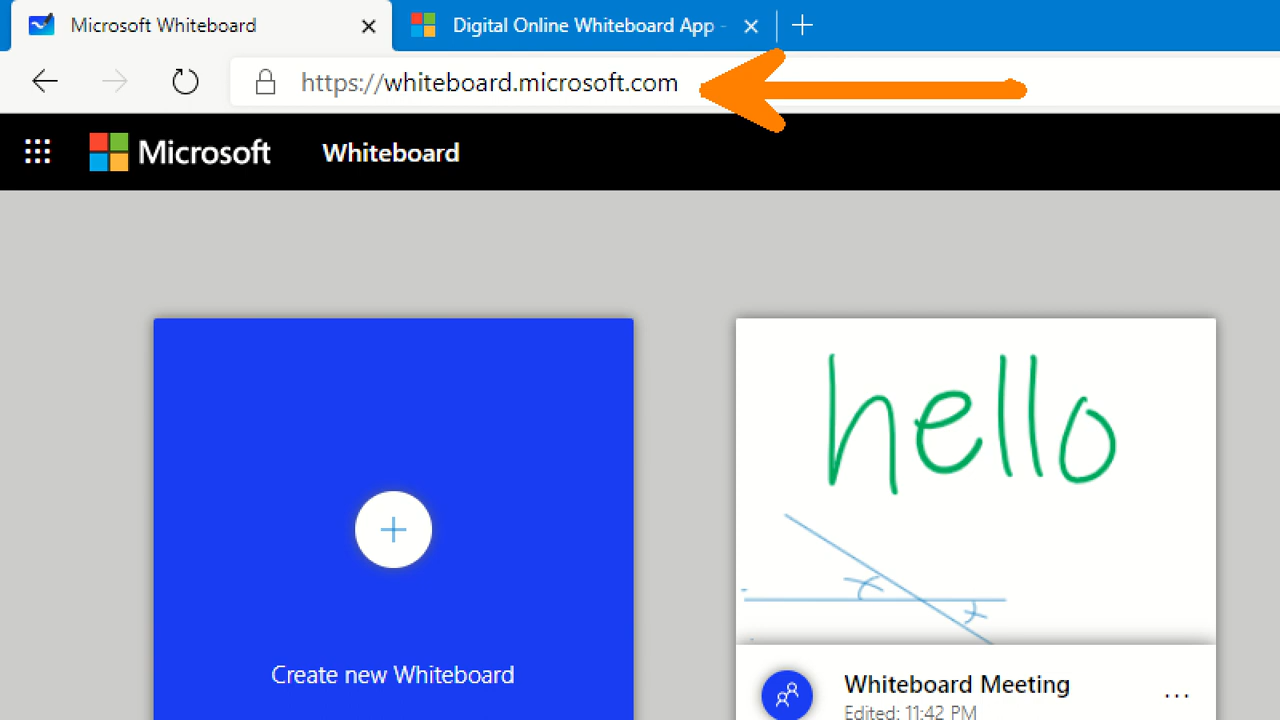 Microsoft Whiteboard
Digital Online Whiteboard App -
https://whiteboard.microsoft.com
Microsoft Whiteboard
hello
Create new Whiteboard
Whiteboard Meeting
Edited: 11:42 PM